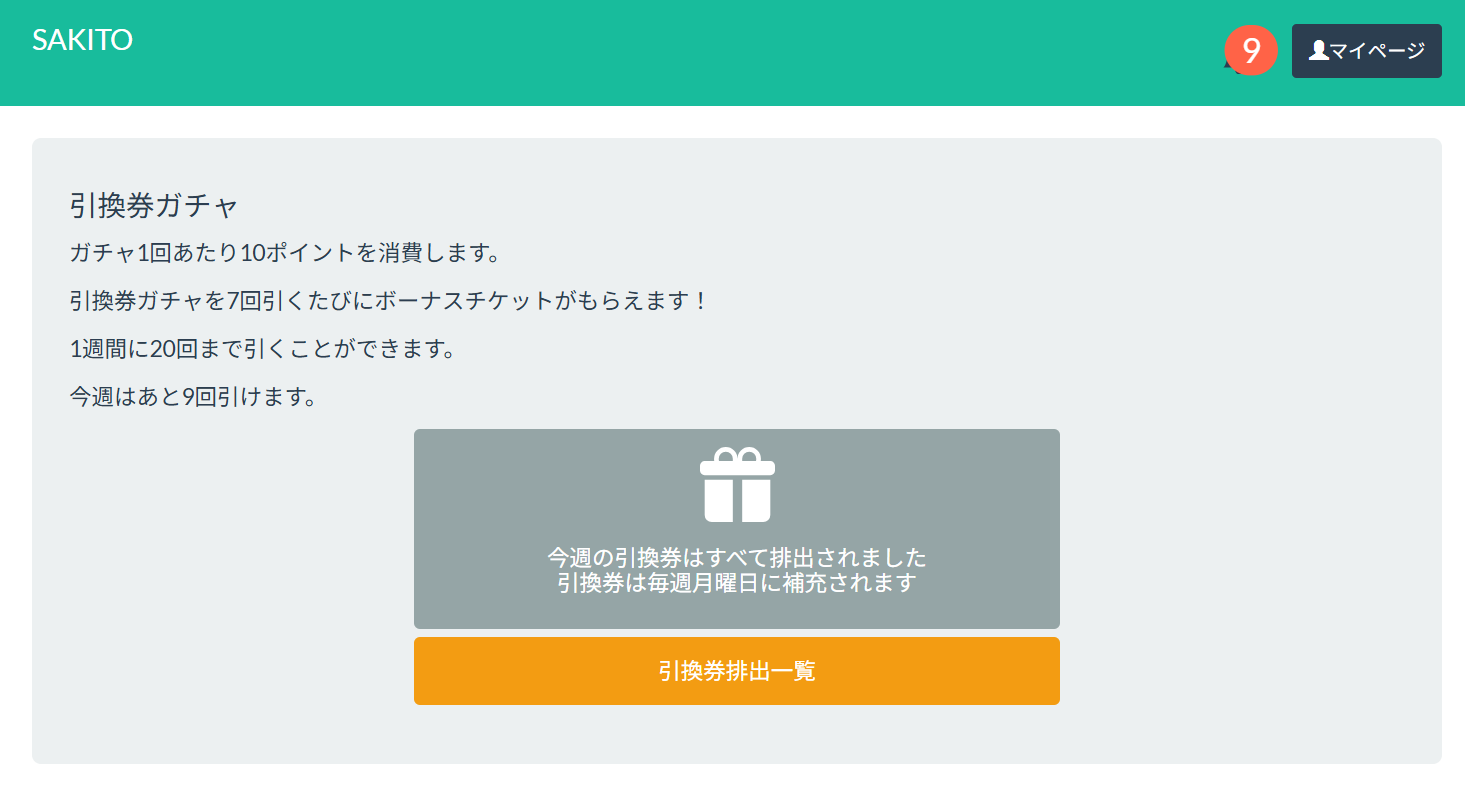 SAKITO
9
マイページ
引換券ガチャ
ガチャ1回あたり10ポイントを消費します。
引換券ガチャを7回引くたびにボーナスチケットがもらえます！
1週間に20回まで引くことができます。
今週はあと9回引けます。
今週の引換券はすべて排出されました
引換券は毎週月曜日に補充されます
引換券排出一覧